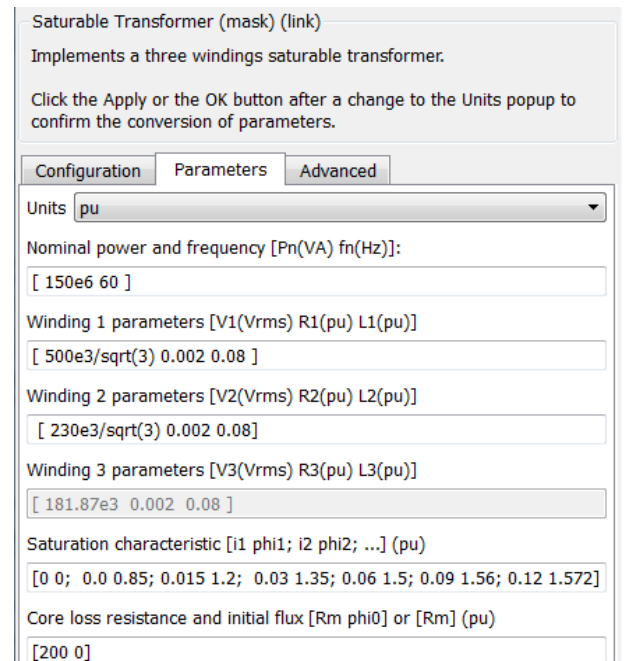 Saturable Transformer (mask) (link)
Implements a three windings saturable transformer.
Click the Apply or the OK button after a change to the Units popup to
confirm the conversion of parameters.
Configuration Parameters Advanced
Units pu
Nominal power and frequency [Pn(VA) fn(Hz)]:
[ 150e6 60 ]
Winding 1 parameters [V1(Vrms) R1(pu) L1(pu)]
[ 500e3/sqrt(3) 0.002 0.08 ]
Winding 2 parameters [V2(Vrms) R2(pu) L2(pu)]
[ 230e3/sqrt(3) 0.002 0.08]
Winding 3 parameters [V3(Vrms) R3(pu) L3(pu)]
[ 181.87e3 0.002 0.08 ]
Saturation characteristic [i1 phi1; i2 phi2; ...] (pu)
[0 0; 0.0 0.85; 0.015 1.2; 0.03 1.35; 0.06 1.5; 0.09 1.56; 0.12 1.572]
Core loss resistance and initial flux [Rm phi0] or [Rm] (pu)
[200 0]